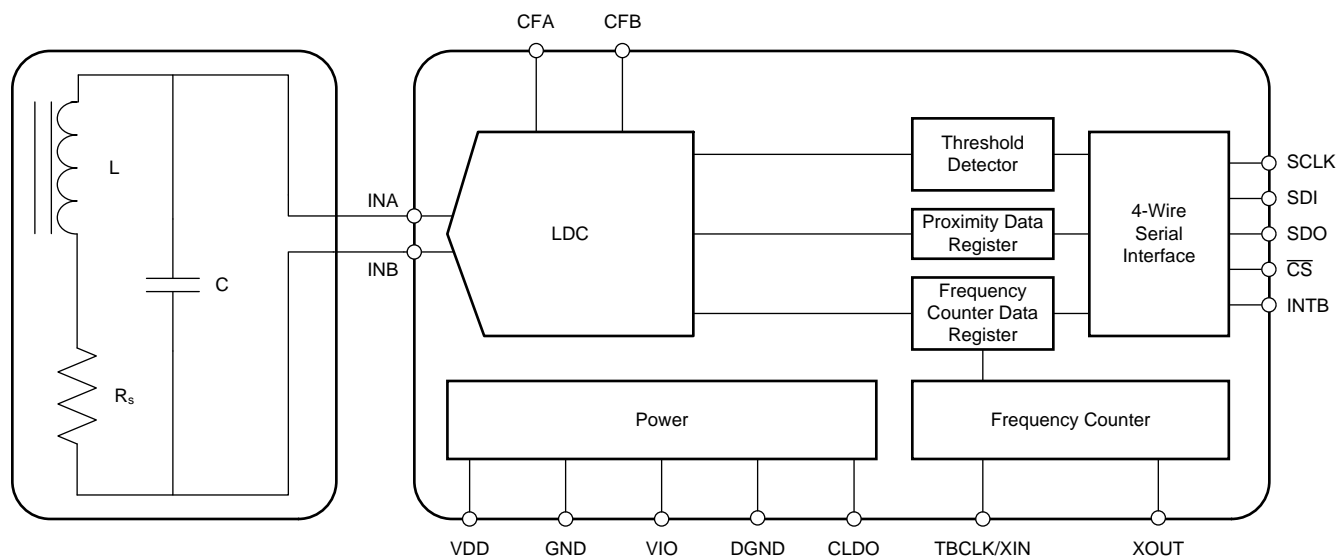 CFA
CFB
L
C
Rs
INA
INB
LDC
Threshold
Detector
Proximity Data
Register
Frequency
Counter Data
Register
4-Wire
Serial
Interface
SCLK
SDI
SDO
C̅S̅
INTB
Power
Frequency Counter
VDD
GND
VIO
DGND
CLDO
TBCLK/XIN
XOUT